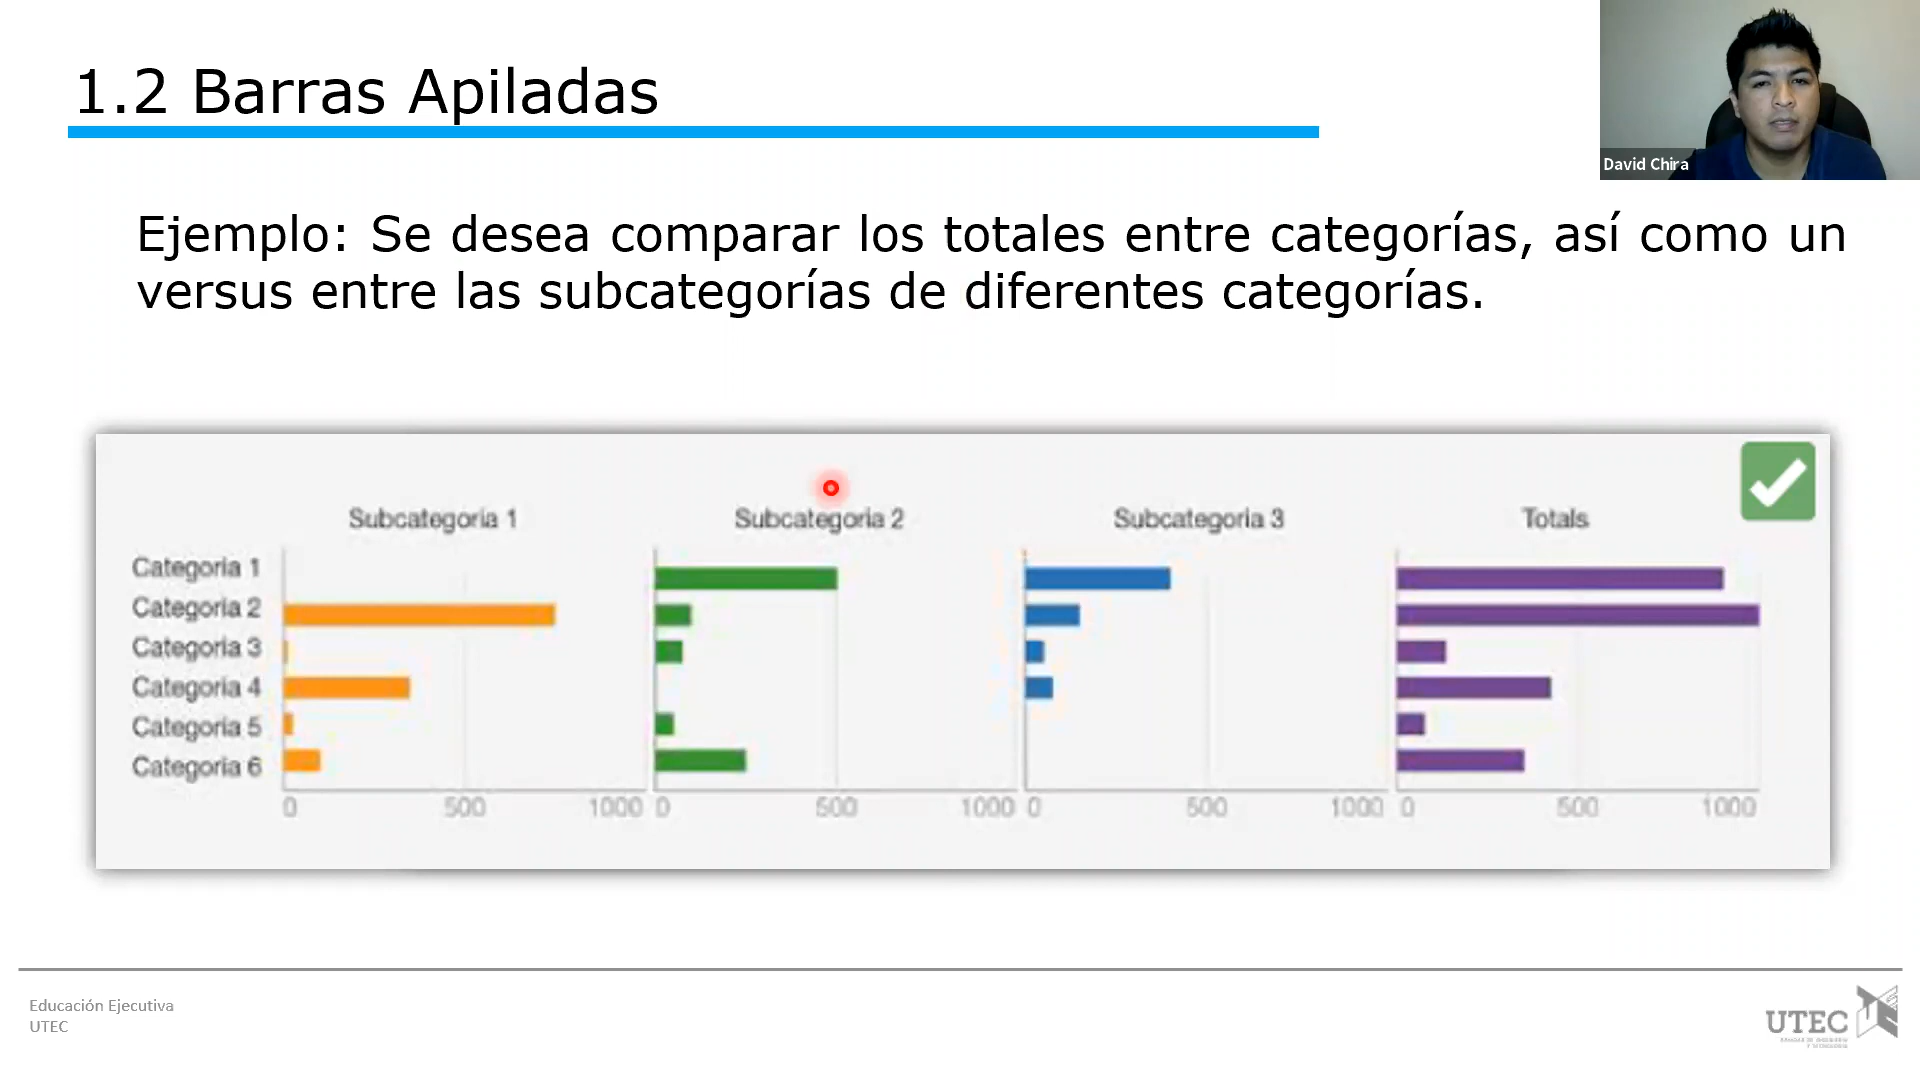 1.2 Barras Apiladas
David Chira
Ejemplo: Se desea comparar los totales entre categorías, así como un
versus entre las subcategorías de diferentes categorías.
Subcategoria 1
Subcategoria 2
Subcategoria 3
Totals
Categoria 1
Categoria 2
Categoria 3
Categoria 4
Categoria 5
Categoria 6
0 500 1000
0 500 1000
0 500 1000
0 500 1000
Educación Ejecutiva
UTEC
UTEC